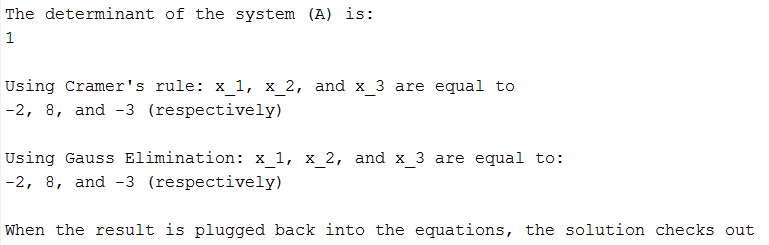 The determinant of the system (A) is:
1
Using Cramer's rule: x_1, x_2, and x_3 are equal to
-2, 8, and -3 (respectively)
Using Gauss Elimination: x_1, x_2, and x_3 are equal to:
-2, 8, and -3 (respectively)
When the result is plugged back into the equations, the solution checks out